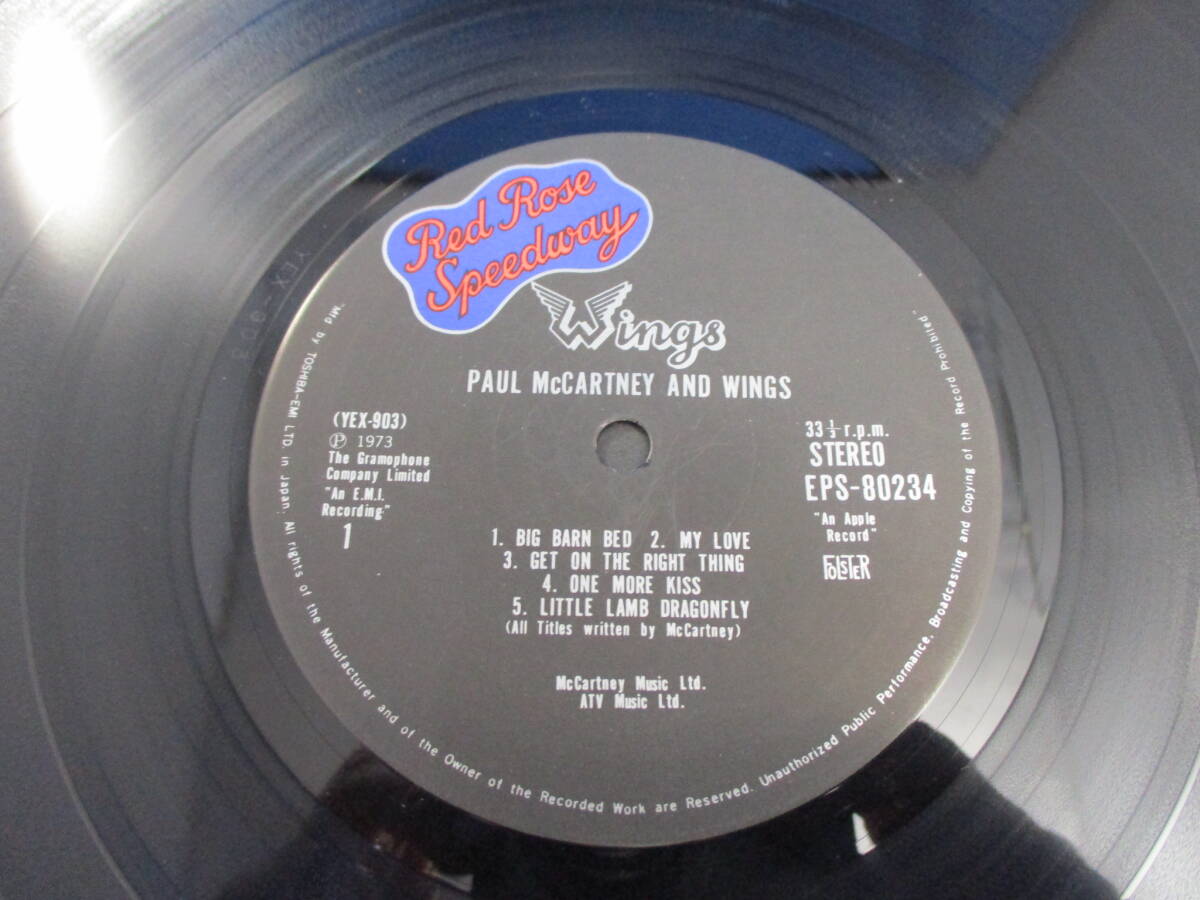 Red Rose
Speedway
Wings
PAUL McCARTNEY AND WINGS
(YEX-903)
Ⓟ 1973
The Gramophone
Company Limited
"An E.M.I.
Recording"
1
33 1/3 r.p.m.
STEREO
EPS-80234
"An Apple
Record"
FOLSTER
1. BIG BARN BED 2. MY LOVE
3. GET ON THE RIGHT THING
4. ONE MORE KISS
5. LITTLE LAMB DRAGONFLY
(All Titles written by McCartney)
McCartney Music Ltd.
ATV Music Ltd.
"Mfd by TOSHIBA-EMI LTD in Japan: All rights of the Manufacturer and of the Owner of the Recorded Work are Reserved. Unauthorized Public Performance, Broadcasting and Copying of the Record Prohibited"
YEX-903